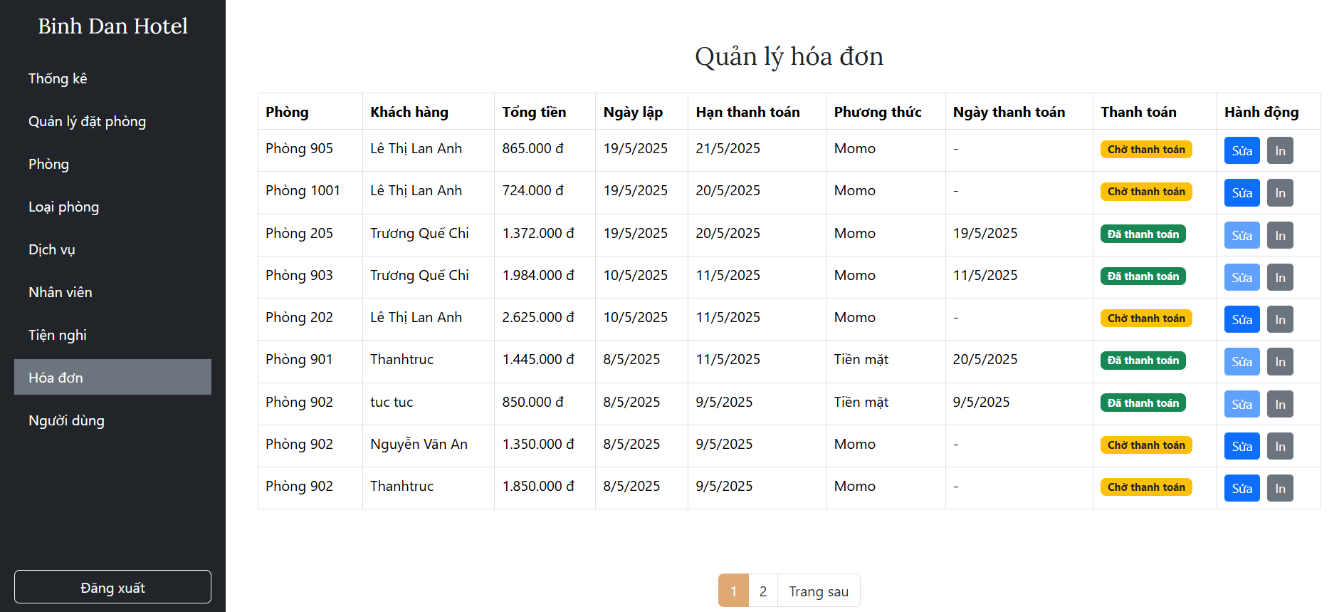 Binh Dan Hotel
Thống kê
Quản lý đặt phòng
Phòng
Loại phòng
Dịch vụ
Nhân viên
Tiện nghi
Hóa đơn
Người dùng
Đăng xuất
Quản lý hóa đơn
Phòng Khách hàng Tổng tiền Ngày lập Hạn thanh toán Phương thức Ngày thanh toán Thanh toán Hành động
Phòng 905 Lê Thị Lan Anh 865.000 đ 19/5/2025 21/5/2025 Momo - Chờ thanh toán Sửa In
Phòng 1001 Lê Thị Lan Anh 724.000 đ 19/5/2025 20/5/2025 Momo - Chờ thanh toán Sửa In
Phòng 205 Trương Quế Chi 1.372.000 đ 19/5/2025 20/5/2025 Momo 19/5/2025 Đã thanh toán Sửa In
Phòng 903 Trương Quế Chi 1.984.000 đ 10/5/2025 11/5/2025 Momo 11/5/2025 Đã thanh toán Sửa In
Phòng 202 Lê Thị Lan Anh 2.625.000 đ 10/5/2025 11/5/2025 Momo - Chờ thanh toán Sửa In
Phòng 901 Thanhtruc 1.445.000 đ 8/5/2025 11/5/2025 Tiền mặt 20/5/2025 Đã thanh toán Sửa In
Phòng 902 tuc tuc 850.000 đ 8/5/2025 9/5/2025 Tiền mặt 9/5/2025 Đã thanh toán Sửa In
Phòng 902 Nguyễn Văn An 1.350.000 đ 8/5/2025 9/5/2025 Momo - Chờ thanh toán Sửa In
Phòng 902 Thanhtruc 1.850.000 đ 8/5/2025 9/5/2025 Momo - Chờ thanh toán Sửa In
1 2 Trang sau